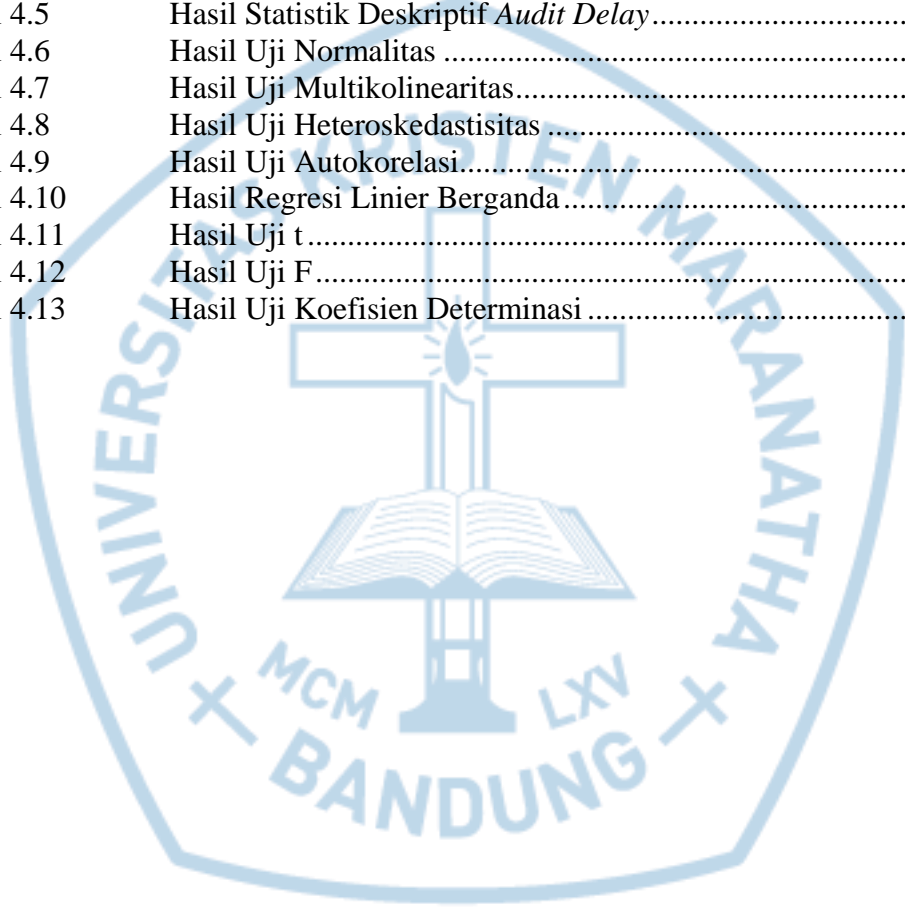 4.5 Hasil Statistik Deskriptif Audit Delay
4.6 Hasil Uji Normalitas
4.7 Hasil Uji Multikolinearitas
4.8 Hasil Uji Heteroskedastisitas
4.9 Hasil Uji Autokorelasi
4.10 Hasil Regresi Linier Berganda
4.11 Hasil Uji t
4.12 Hasil Uji F
4.13 Hasil Uji Koefisien Determinasi
UNIVERSITAS KRISTEN MARANATHA
MCM LXV
BANDUNG